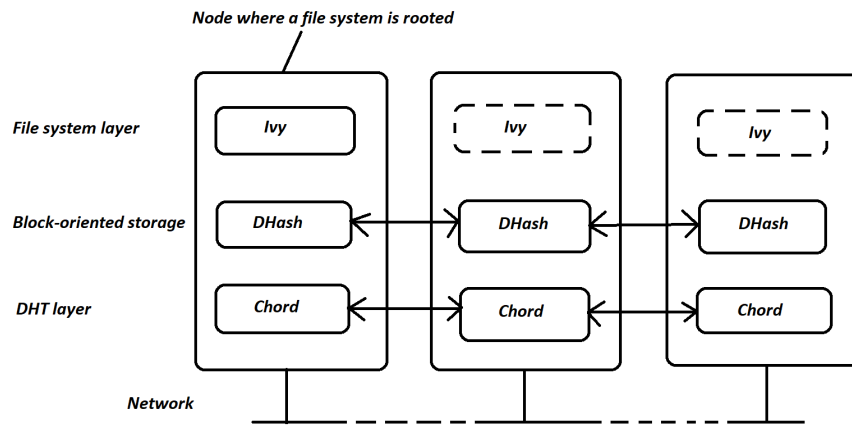 Node where a file system is rooted
File system layer
Ivy
Ivy
Ivy
Block-oriented storage
DHash
DHash
DHash
DHT layer
Chord
Chord
Chord
Network